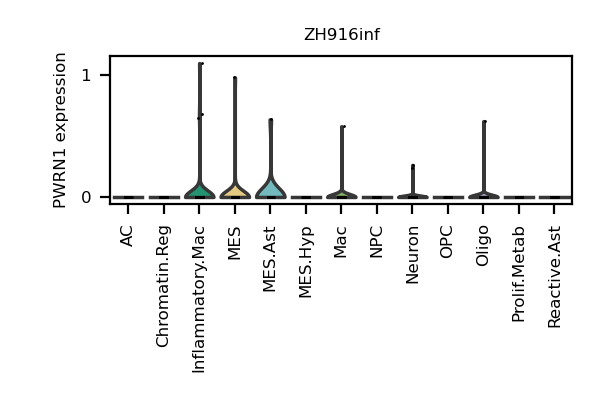 ZH916inf
PWRN1 expression
1
0
AC
Chromatin.Reg
Inflammatory.Mac
MES
MES.Ast
MES.Hyp
Mac
NPC
Neuron
OPC
Oligo
Prolif.Metab
Reactive.Ast